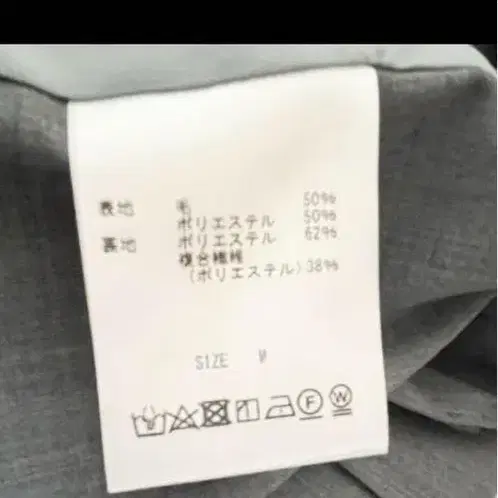 表地 毛 50%
ポリエステル 50%
裏地 ポリエステル 62%
複合繊維
(ポリエステル) 38%
SIZE
F W